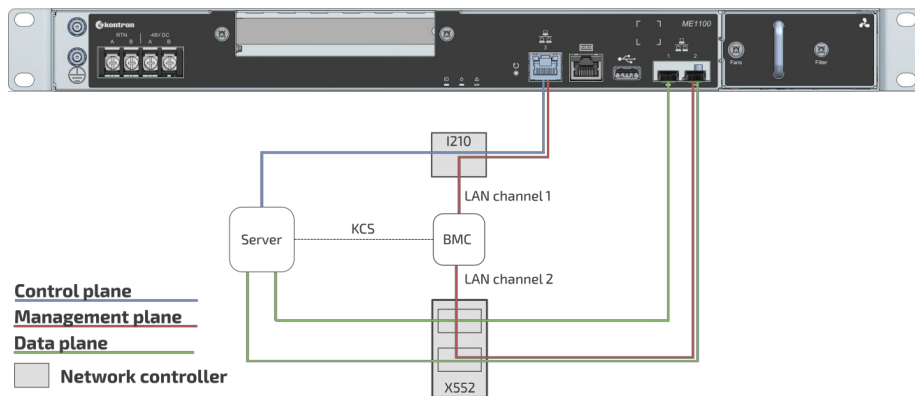 kontron
RTN -48V DC
A B A B
ME1100
3
1 2
Fans
Filter
I210
LAN channel 1
Server
KCS
BMC
LAN channel 2
Control plane
Management plane
Data plane
Network controller
X552